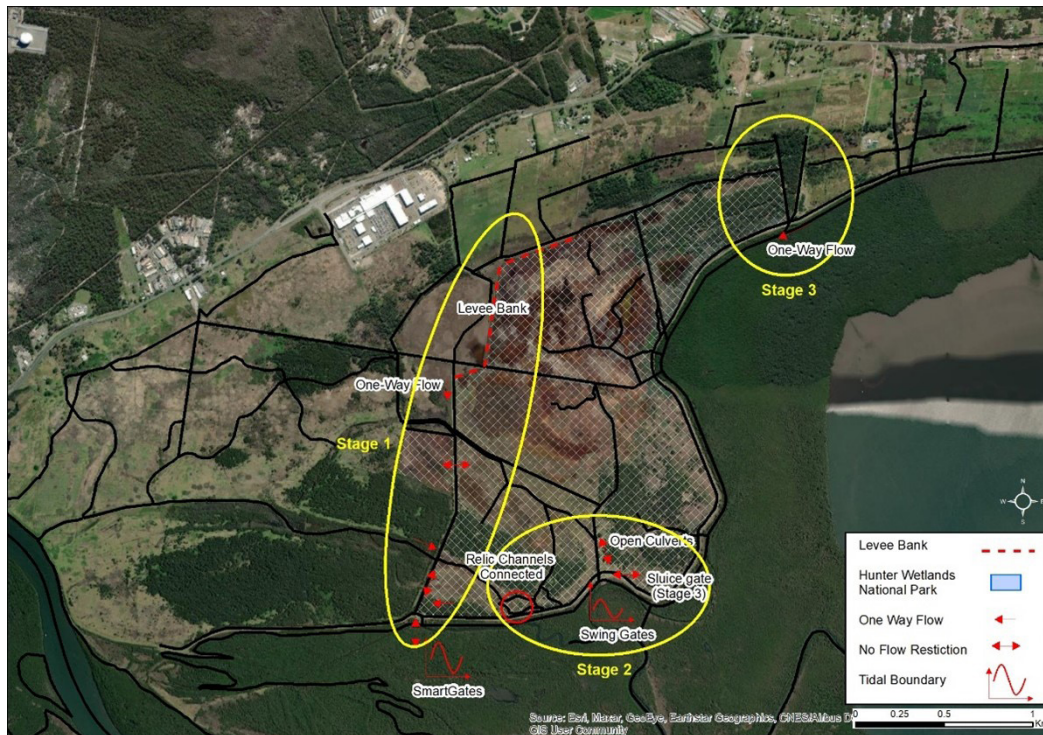 One-Way Flow
Stage 3
Levee Bank
One-Way Flow
Stage 1
Open Culverts
Relic Channels
Connected
Sluice gate
(Stage 3)
Swing Gates
Stage 2
SmartGates
N
W
S
Levee Bank
Hunter Wetlands
National Park
One Way Flow
No Flow Restiction
Tidal Boundary
0 0.25 0.5 1
Source: Esri, Maxar, GeoEye, Earthstar Geographics, CNES/Airbus
GIS User Community